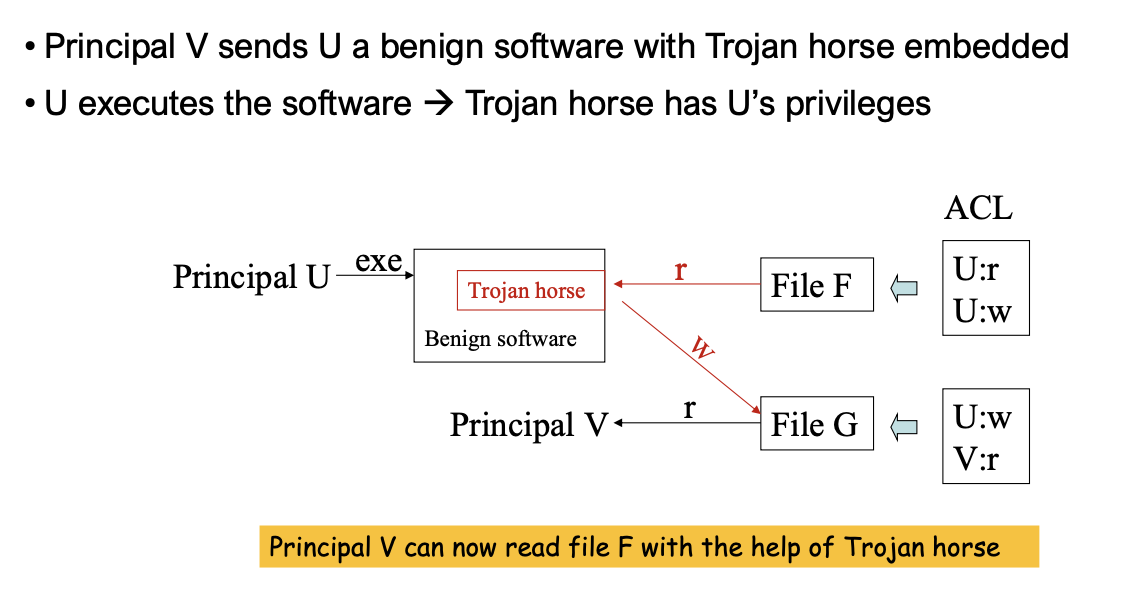 • Principal V sends U a benign software with Trojan horse embedded
• U executes the software → Trojan horse has U’s privileges
ACL
Principal U
exe
Trojan horse
Benign software
r
File F
U:r
U:w
w
Principal V
r
File G
U:w
V:r
Principal V can now read file F with the help of Trojan horse